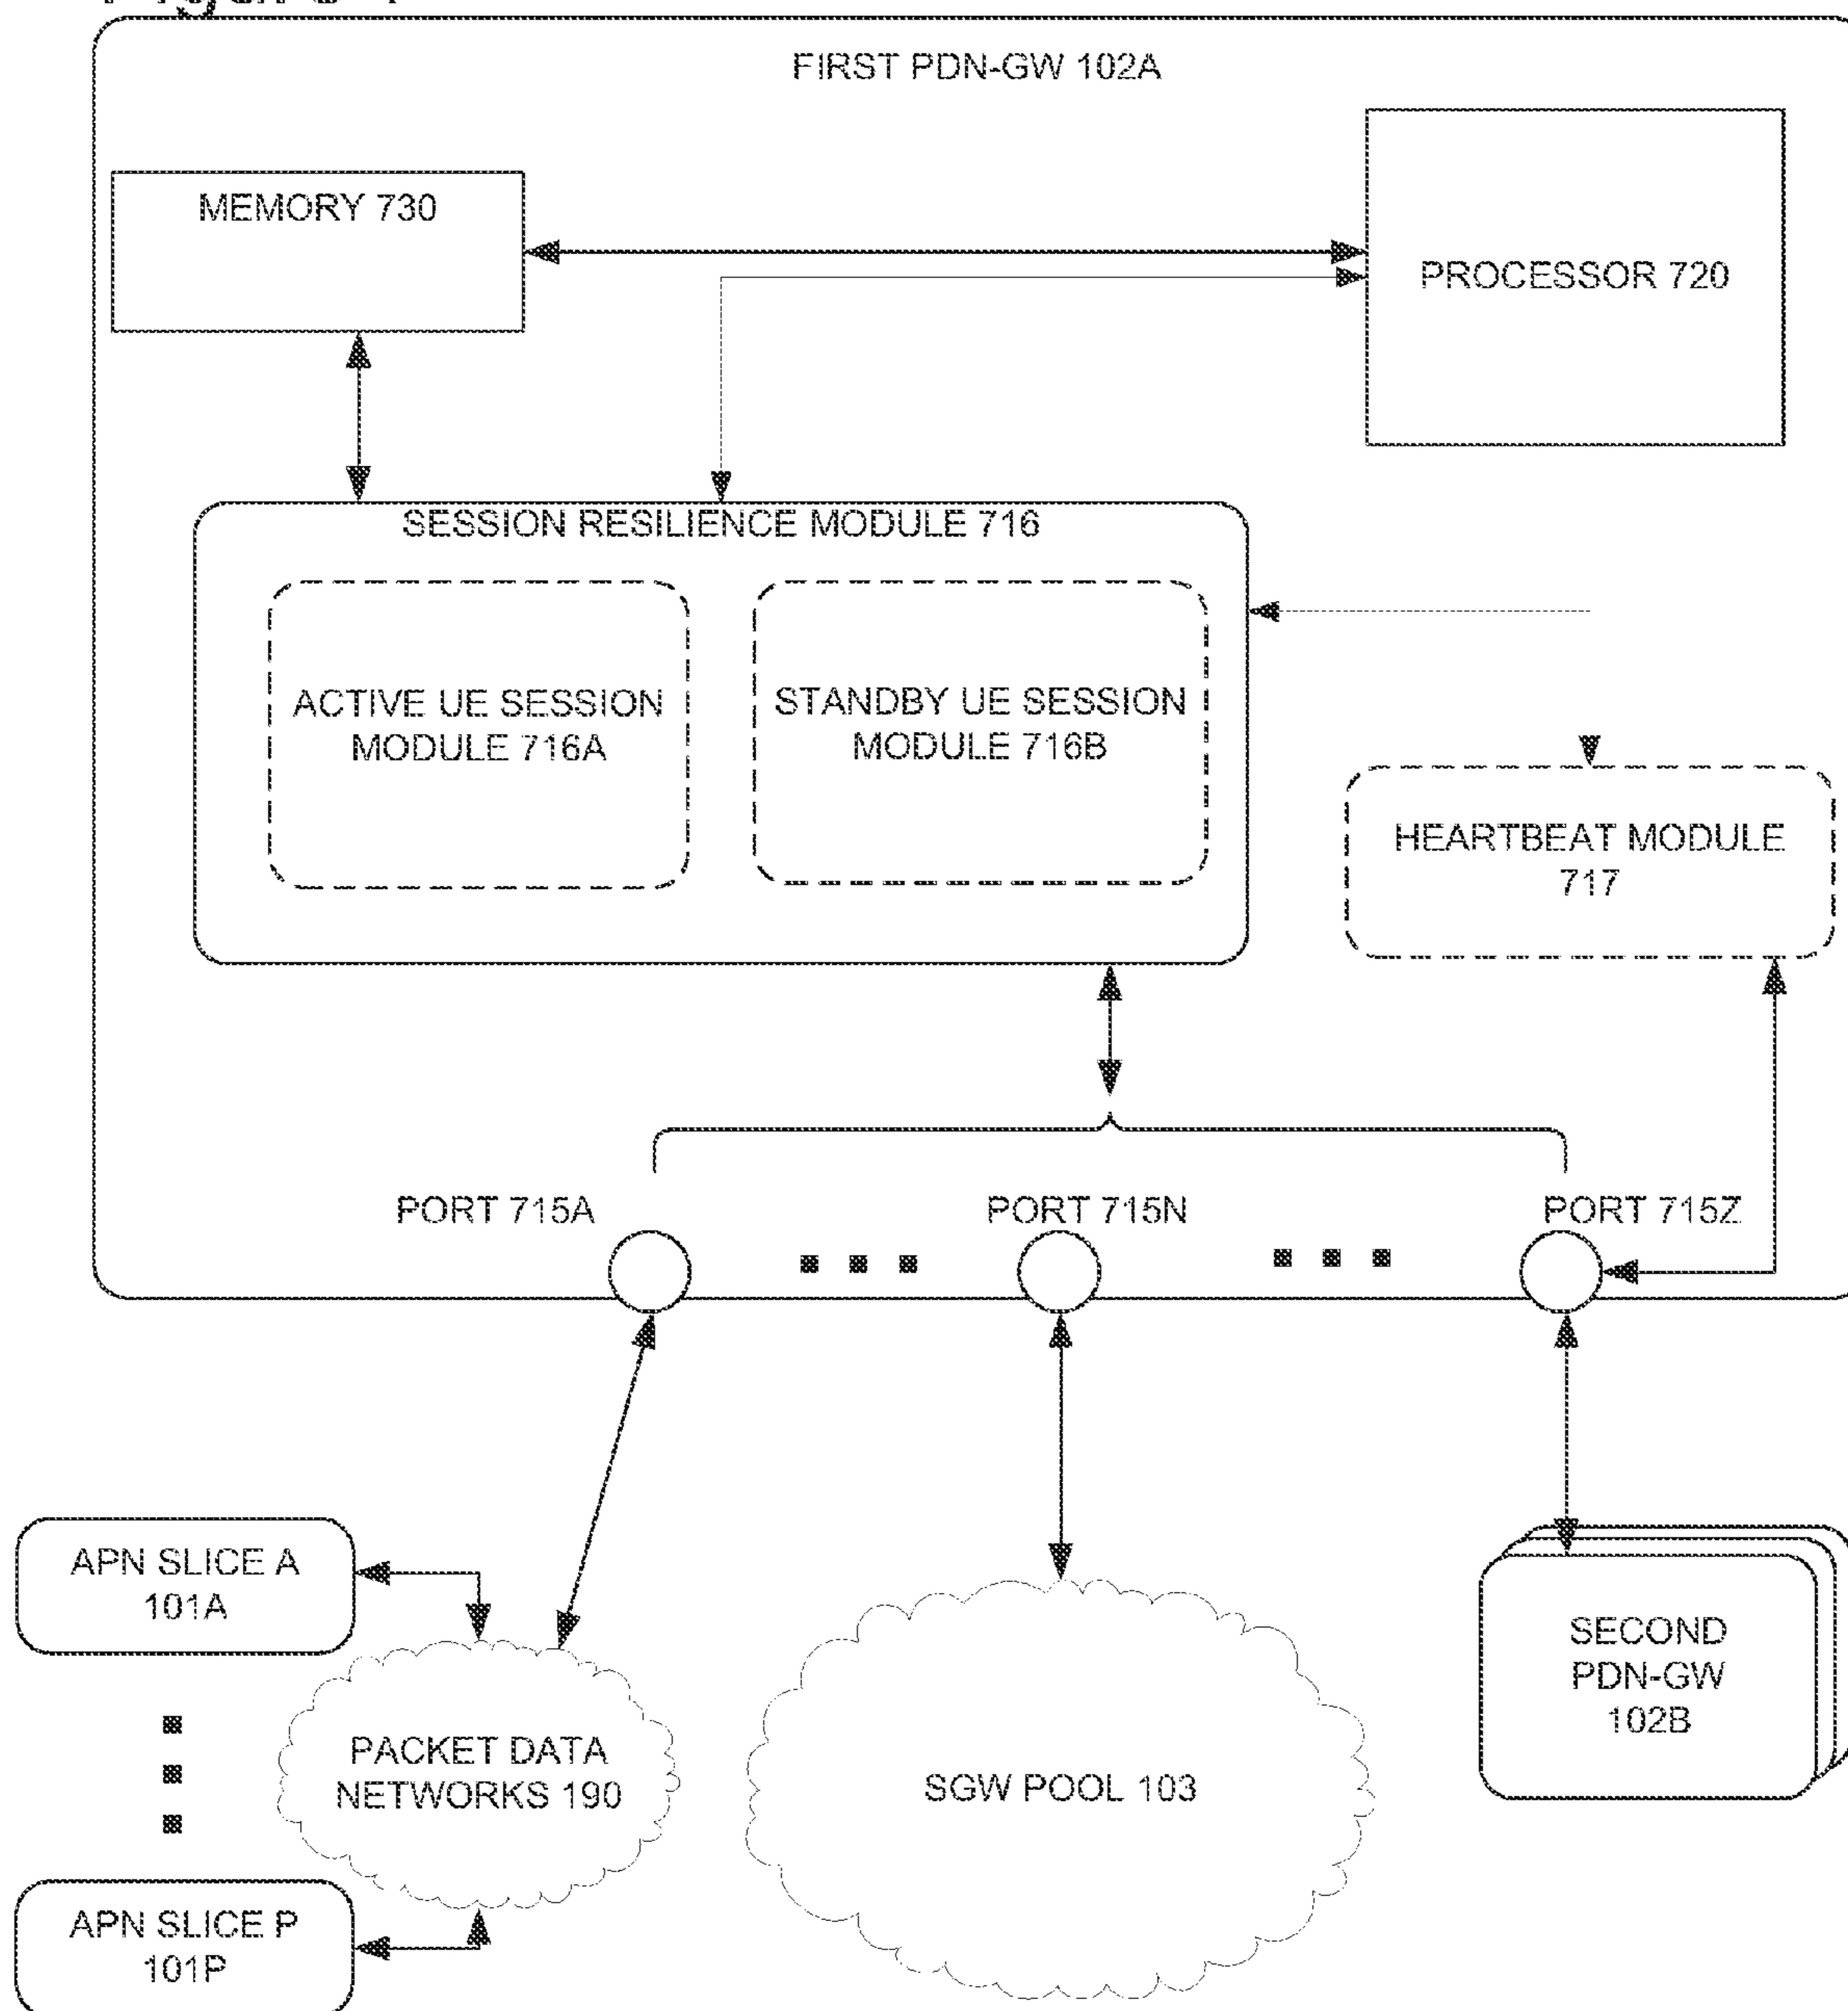 FIRST PDN-GW 102A
MEMORY 730
PROCESSOR 720
SESSION RESILIENCE MODULE 716
ACTIVE UE SESSION
MODULE 716A
STANDBY UE SESSION
MODULE 716B
HEARTBEAT MODULE
717
PORT 715A
PORT 715N
PORT 715Z
APN SLICE A
101A
PACKET DATA
NETWORKS 190
SGW POOL 103
SECOND
PDN-GW
102B
APN SLICE P
101P